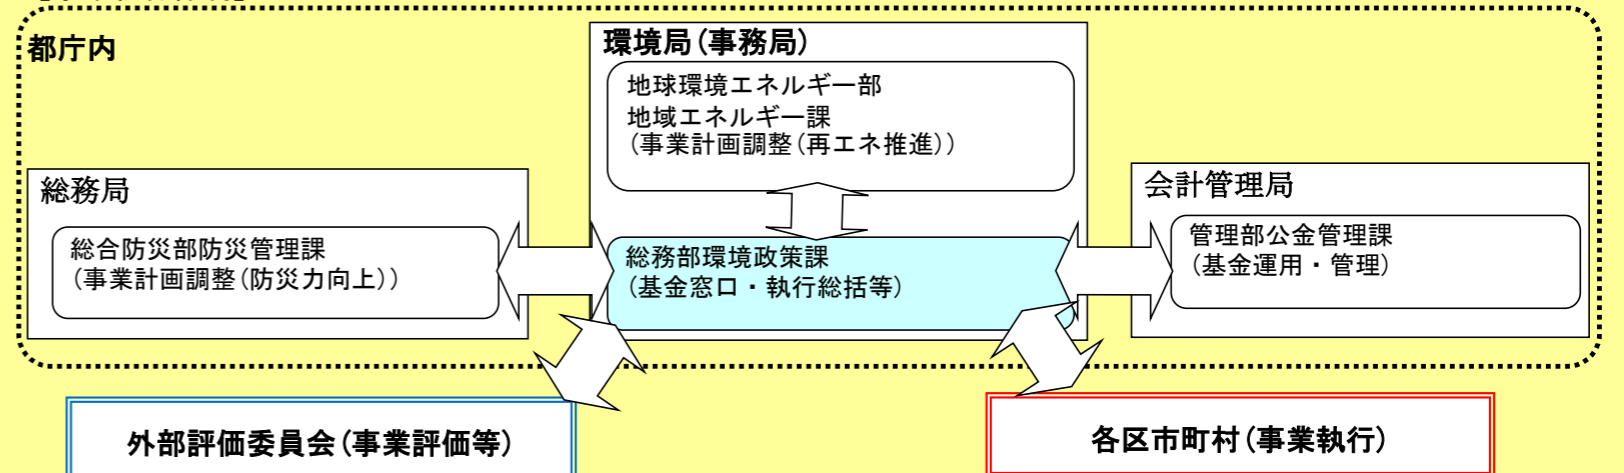 都庁内
環境局(事務局)
地球環境エネルギー部
地域エネルギー課
(事業計画調整(再エネ推進))
総務局
総合防災部防災管理課
(事業計画調整(防災力向上))
総務部環境政策課
(基金窓口・執行総括等)
会計管理局
管理部公金管理課
(基金運用・管理)
外部評価委員会(事業評価等)
各区市町村(事業執行)